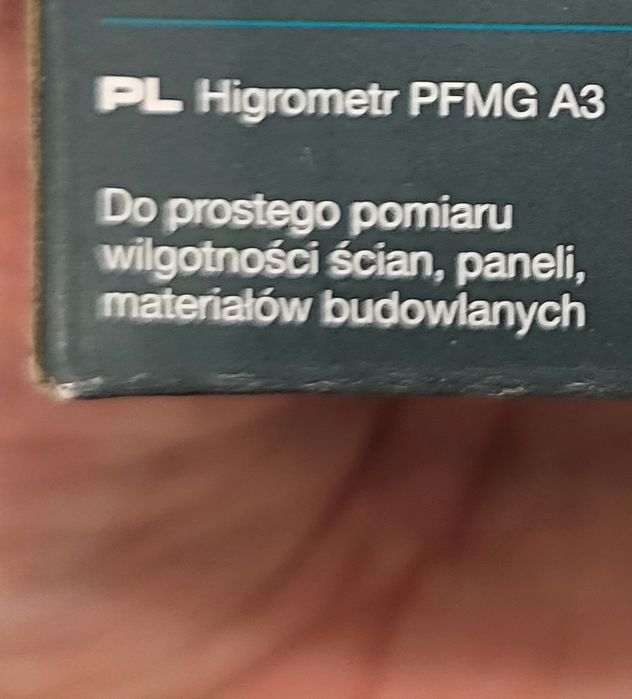 PL Higrometr PFMG A3
Do prostego pomiaru
wilgotności ścian, paneli,
materiałów budowlanych